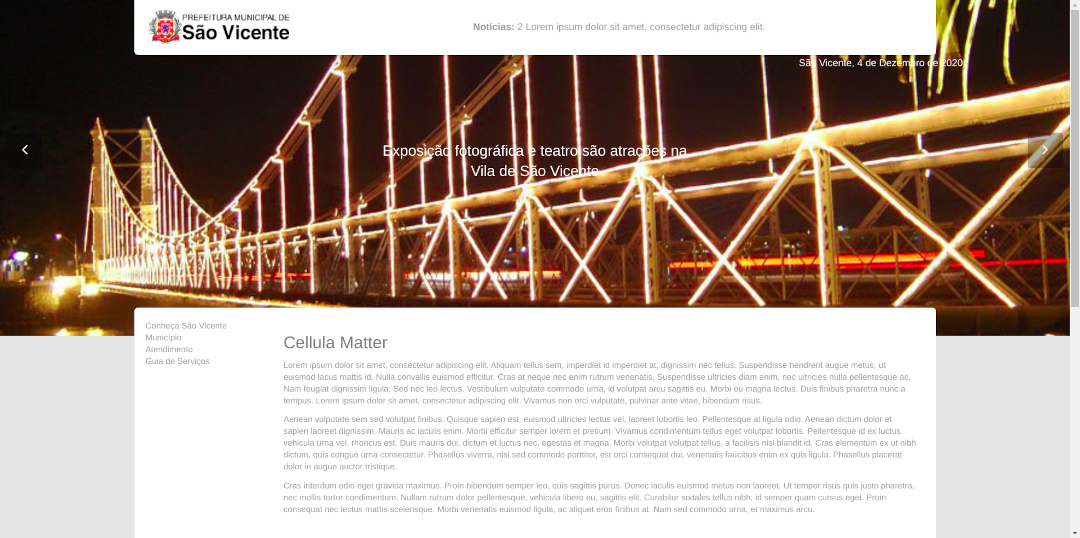 PREFEITURA MUNICIPAL DE
São Vicente
Notícias: 2 Lorem ipsum dolor sit amet, consectetur adipiscing elit.
São Vicente, 4 de Dezembro de 2020
Exposição fotográfica e teatro são atrações na
Vila de São Vicente
Conheça São Vicente
Município
Atendimento
Guia de Serviços
Cellula Matter
Lorem ipsum dolor sit amet, consectetur adipiscing elit. Aliquam tellus sem, imperdiet id imperdiet at, dignissim nec tellus. Suspendisse hendrerit augue metus, ut
euismod lacus mattis id. Nulla convallis euismod efficitur. Cras at neque nec enim rutrum venenatis. Suspendisse ultricies diam enim, nec ultricies nulla pellentesque ac.
Nam feugiat dignissim ligula. Sed nec leo lectus. Vestibulum vulputate commodo urna, id volutpat arcu sagittis eu. Morbi eu magna lectus. Duis finibus pharetra nunc a
tempus. Lorem ipsum dolor sit amet, consectetur adipiscing elit. Vivamus non orci vulputate, pulvinar ante vitae, bibendum risus.
Aenean vulputate sem sed volutpat finibus. Quisque sapien est, euismod ultricies lectus vel, laoreet lobortis leo. Pellentesque at ligula odio. Aenean dictum dolor et
sapien laoreet dignissim. Mauris ac iaculis enim. Morbi efficitur semper lorem et pretium. Vivamus condimentum tellus eget volutpat lobortis. Pellentesque id ex luctus,
vehicula urna vel, rhoncus est. Duis mauris dui, dictum et luctus nec, egestas et magna. Morbi volutpat volutpat tellus, a facilisis nisl blandit id. Cras elementum ex ut nibh
dictum, quis congue urna consectetur. Phasellus viverra, nisl sed commodo porttitor, est orci consequat dui, venenatis faucibus enim ex quis ligula. Phasellus placerat
dolor in augue auctor tristique.
Cras interdum odio eget gravida maximus. Proin bibendum semper leo, quis sagittis purus. Donec iaculis euismod metus non laoreet. Ut tempor risus quis justo pharetra,
nec mollis tortor condimentum. Nullam rutrum dolor pellentesque, vehicula libero eu, sagittis elit. Curabitur sodales tellus nibh, id semper quam cursus eget. Proin
consequat nec lectus mattis scelerisque. Morbi venenatis euismod ligula, ac aliquet eros finibus at. Nam sed commodo urna, et maximus arcu.